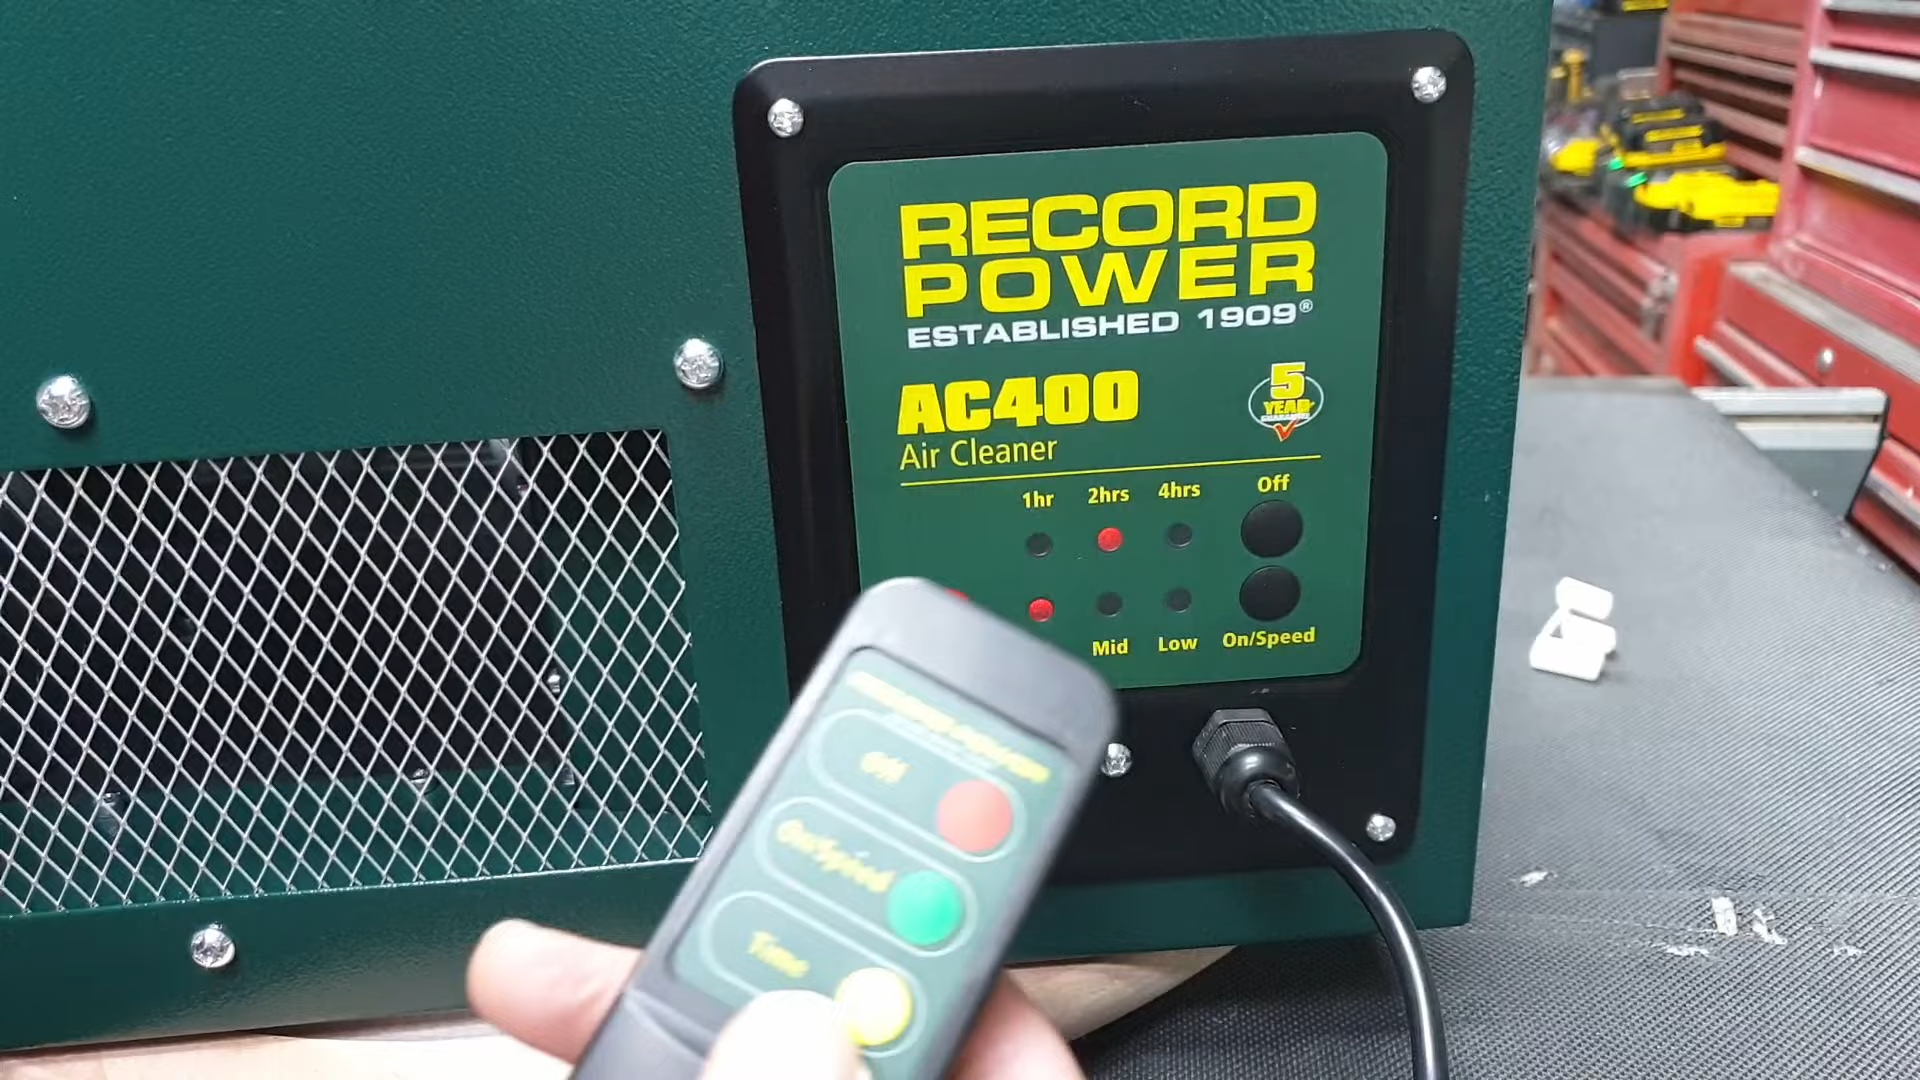 RECORD
POWER
ESTABLISHED 1909®
AC400
5
YEAR
GUARANTEE
Air Cleaner
1hr 2hrs 4hrs Off
Mid Low On/Speed
Off
On/Speed
Time